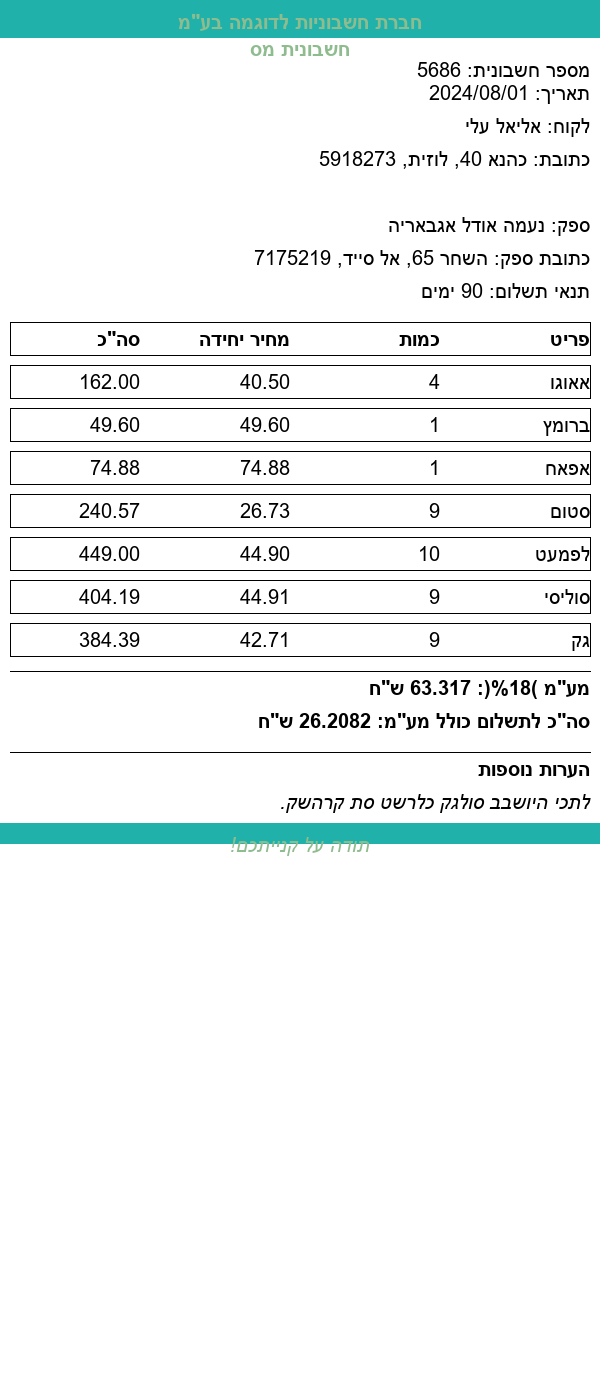 חברת חשבוניות לדוגמה בע"מ
חשבונית מס
מספר חשבונית: 5686
תאריך: 2024/08/01
לקוח: אליאל עלי
כתובת: כהנא 40, לוזית, 5918273
ספק: נעמה אודל אגבאריה
כתובת ספק: השחר 65, אל סייד, 7175219
תנאי תשלום: 90 ימים
פריט כמות מחיר יחידה סה"כ
אאוגו 4 40.50 162.00
ברומץ 1 49.60 49.60
אפאח 1 74.88 74.88
סטום 9 26.73 240.57
לפמעט 10 44.90 449.00
סוליסי 9 44.91 404.19
גק 9 42.71 384.39
מע"מ )18%(: 63.317 ש"ח
סה"כ לתשלום כולל מע"מ: 26.2082 ש"ח
הערות נוספות
לתכי היושבב סולגק כלרשט סת קרהשק.
תודה על קנייתכם!